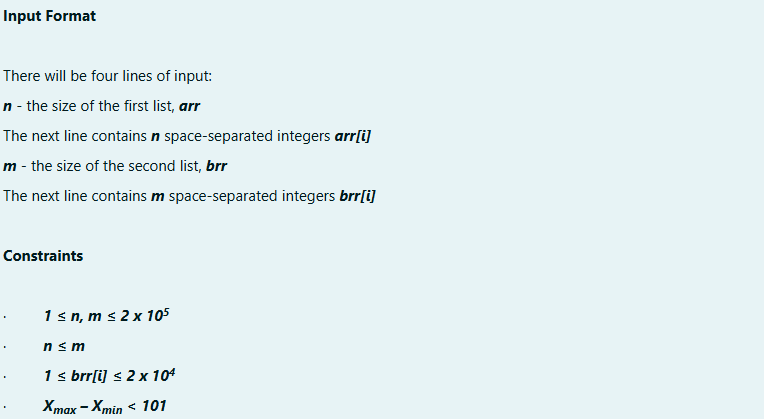 Input Format
There will be four lines of input:
n - the size of the first list, arr
The next line contains n space-separated integers arr[i]
m - the size of the second list, brr
The next line contains m space-separated integers brr[i]
Constraints
· 1 ≤ n, m ≤ 2 x 10⁵
· n ≤ m
· 1 ≤ brr[i] ≤ 2 x 10⁴
· Xmax – Xmin < 101